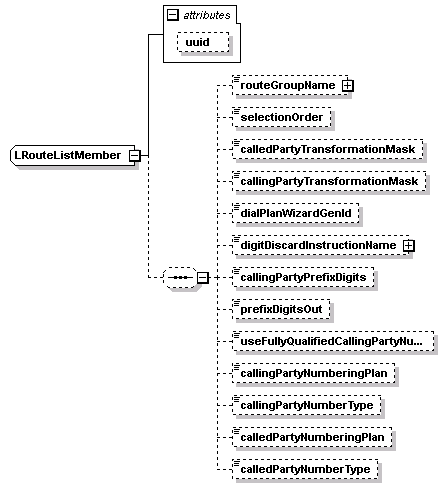 attributes
uuid
LRouteListMember
routeGroupName
selectionOrder
calledPartyTransformationMask
callingPartyTransformationMask
dialPlanWizardGenId
digitDiscardInstructionName
callingPartyPrefixDigits
prefixDigitsOut
useFullyQualifiedCallingPartyNu...
callingPartyNumberingPlan
callingPartyNumberType
calledPartyNumberingPlan
calledPartyNumberType